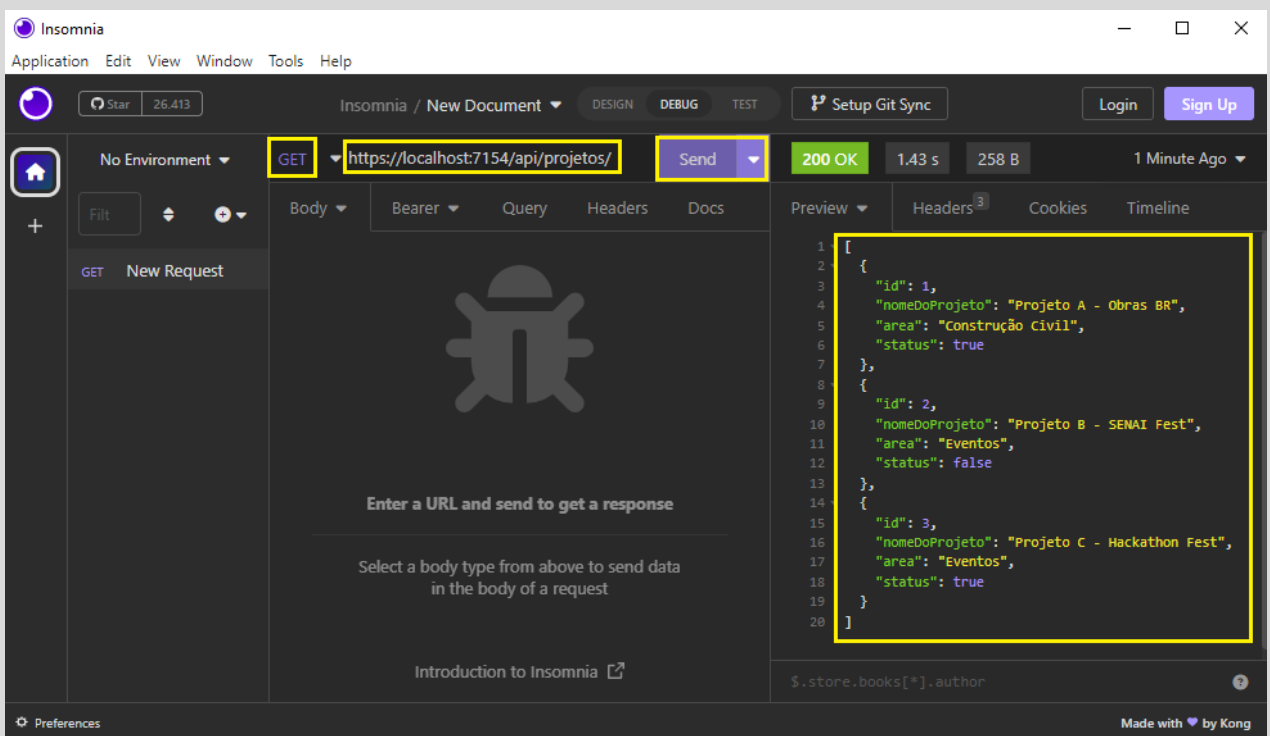 Insomnia
Application Edit View Window Tools Help
Star 26.413
Insomnia / New Document
DESIGN DEBUG TEST
Setup Git Sync
Login
Sign Up
No Environment
GET https://localhost:7154/api/projetos/ Send
200 OK 1.43 s 258 B 1 Minute Ago
Filt
Body Bearer Query Headers Docs
Preview Headers 3 Cookies Timeline
GET New Request
Enter a URL and send to get a response
Select a body type from above to send data
in the body of a request
Introduction to Insomnia
1 [
2 {
3 "id": 1,
4 "nomeDoProjeto": "Projeto A - Obras BR",
5 "area": "Construção Civil",
6 "status": true
7 },
8 {
9 "id": 2,
10 "nomeDoProjeto": "Projeto B - SENAI Fest",
11 "area": "Eventos",
12 "status": false
13 },
14 {
15 "id": 3,
16 "nomeDoProjeto": "Projeto C - Hackathon Fest",
17 "area": "Eventos",
18 "status": true
19 }
20 ]
$.store.books[*].author
?
Preferences
Made with ♥ by Kong